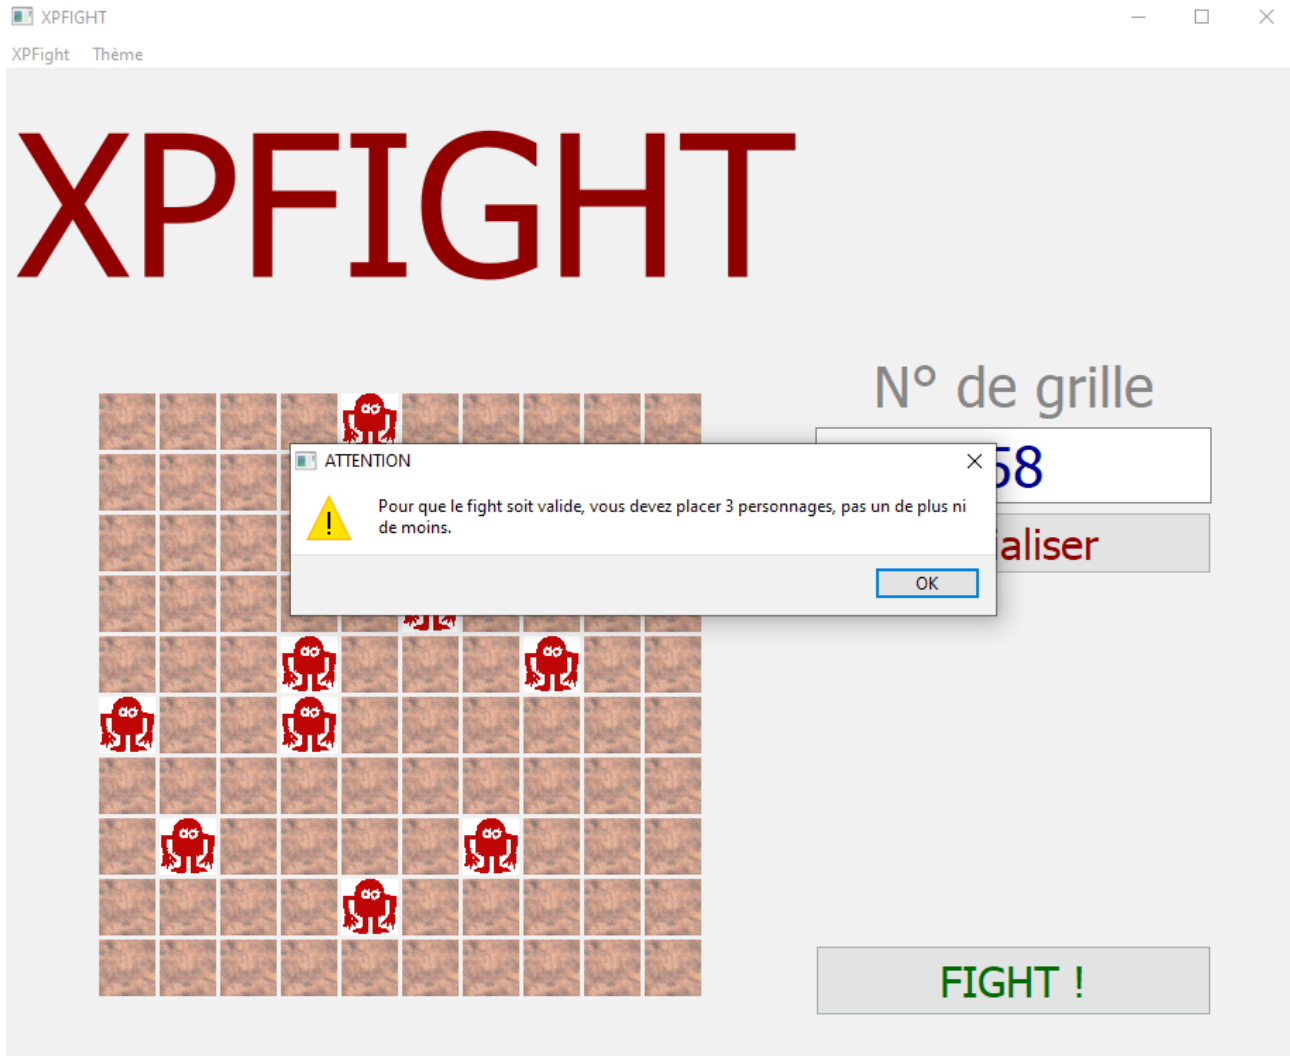 XPFIGHT
XPFight Thème
XPFIGHT
N° de grille
58
ATTENTION
Pour que le fight soit valide, vous devez placer 3 personnages, pas un de plus ni
de moins.
OK
FIGHT !